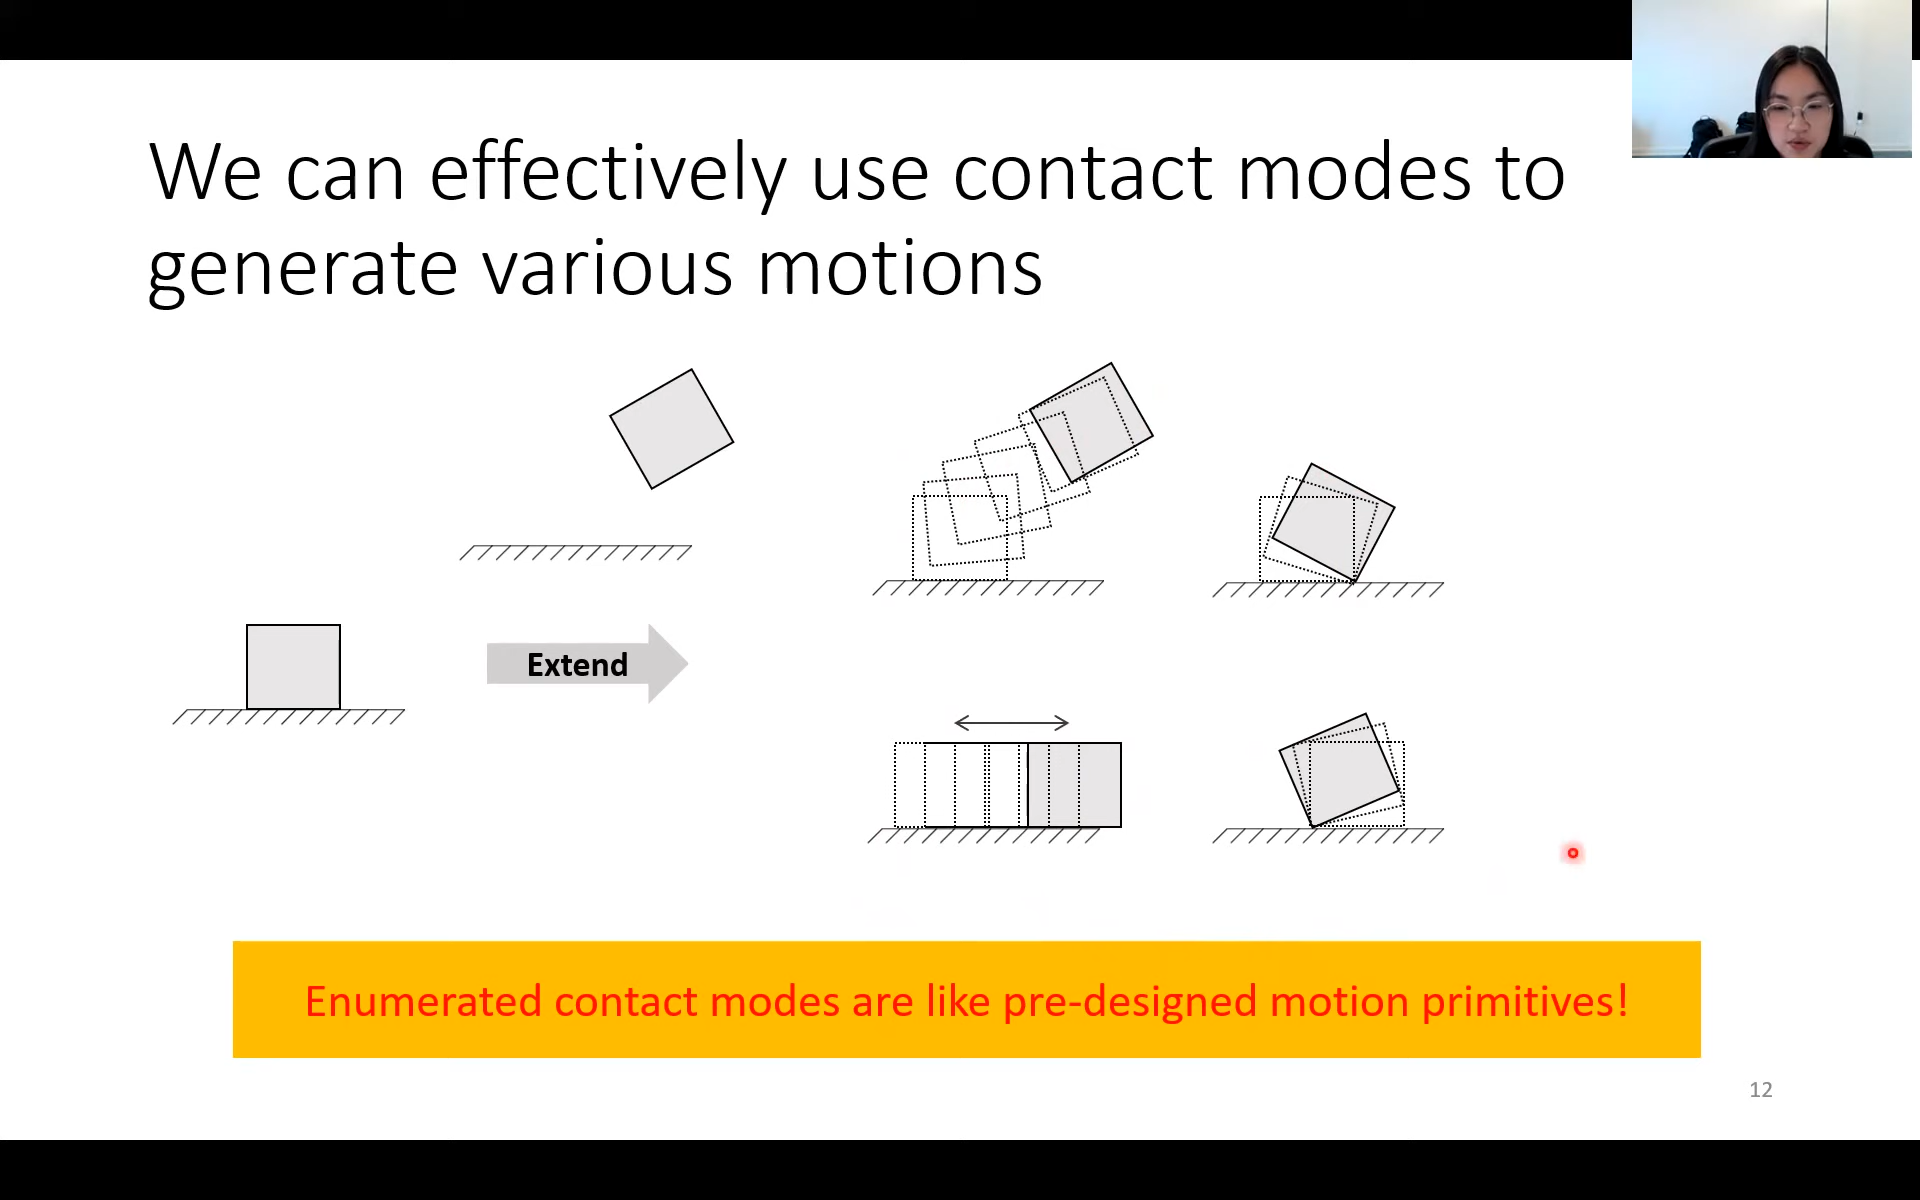 We can effectively use contact modes to
generate various motions
Extend
Enumerated contact modes are like pre-designed motion primitives!
12